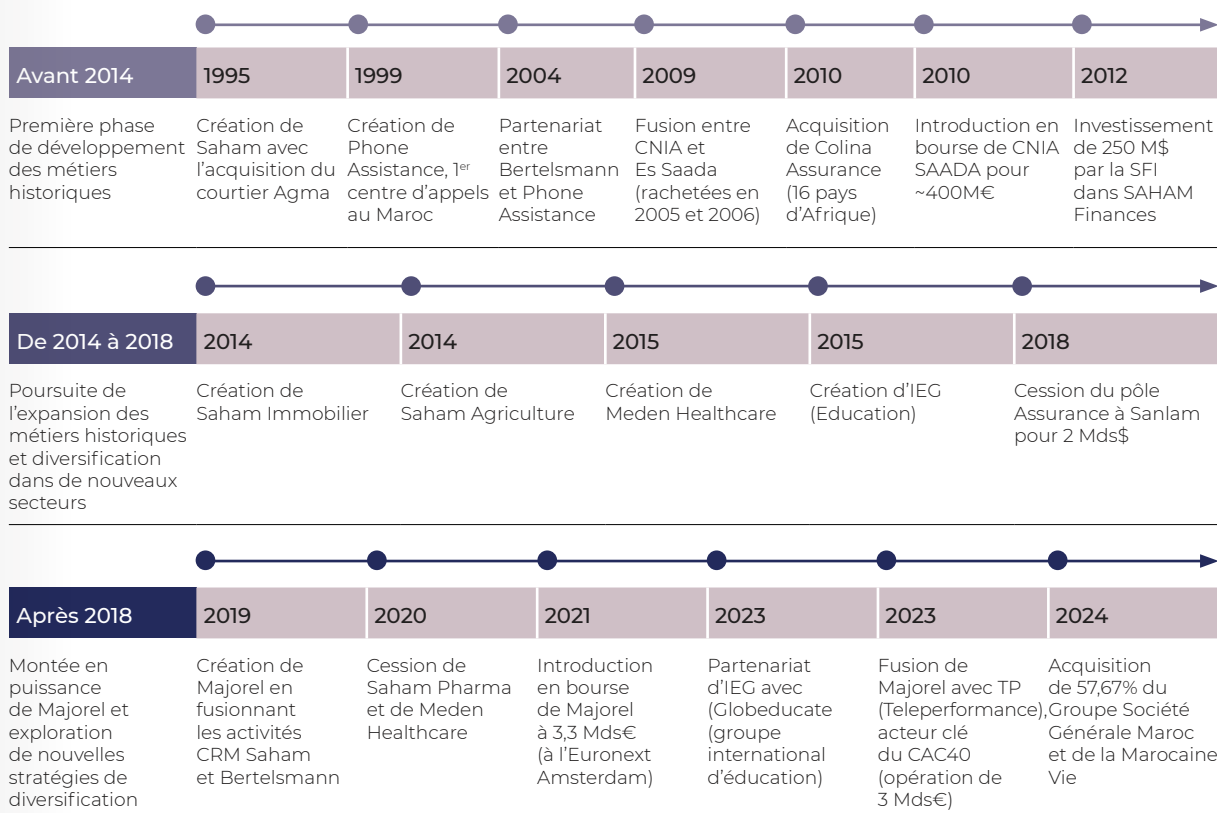 Avant 2014
1995
1999
2004
2009
2010
2010
2012
Première phase
de développement
des métiers
historiques
Création de
Saham avec
l'acquisition du
courtier Agma
Création de
Phone
Assistance, 1er
centre d'appels
au Maroc
Partenariat
entre
Bertelsmann
et Phone
Assistance
Fusion entre
CNIA et
Es Saada
(rachetées en
2005 et 2006)
Acquisition
de Colina
Assurance
(16 pays
d'Afrique)
Introduction en
bourse de CNIA
SAADA pour
~400M€
Investissement
de 250 M$
par la SFI
dans SAHAM
Finances
De 2014 à 2018
2014
2014
2015
2015
2018
Poursuite de
l'expansion des
métiers historiques
et diversification
dans de nouveaux
secteurs
Création de
Saham Immobilier
Création de
Saham Agriculture
Création de
Meden Healthcare
Création d'IEG
(Education)
Cession du pôle
Assurance à Sanlam
pour 2 Mds$
Après 2018
2019
2020
2021
2023
2023
2024
Montée en
puissance
de Majorel et
exploration
de nouvelles
stratégies de
diversification
Création de
Majorel en
fusionnant
les activités
CRM Saham
et Bertelsmann
Cession de
Saham Pharma
et de Meden
Healthcare
Introduction
en bourse
de Majorel
à 3,3 Mds€
(à l'Euronext
Amsterdam)
Partenariat
d'IEG avec
(Globeducate
(groupe
international
d'éducation)
Fusion de
Majorel avec TP
(Teleperformance),
acteur clé
du CAC40
(opération de
3 Mds€)
Acquisition
de 57,67% du
Groupe Société
Générale Maroc
et de la Marocaine
Vie